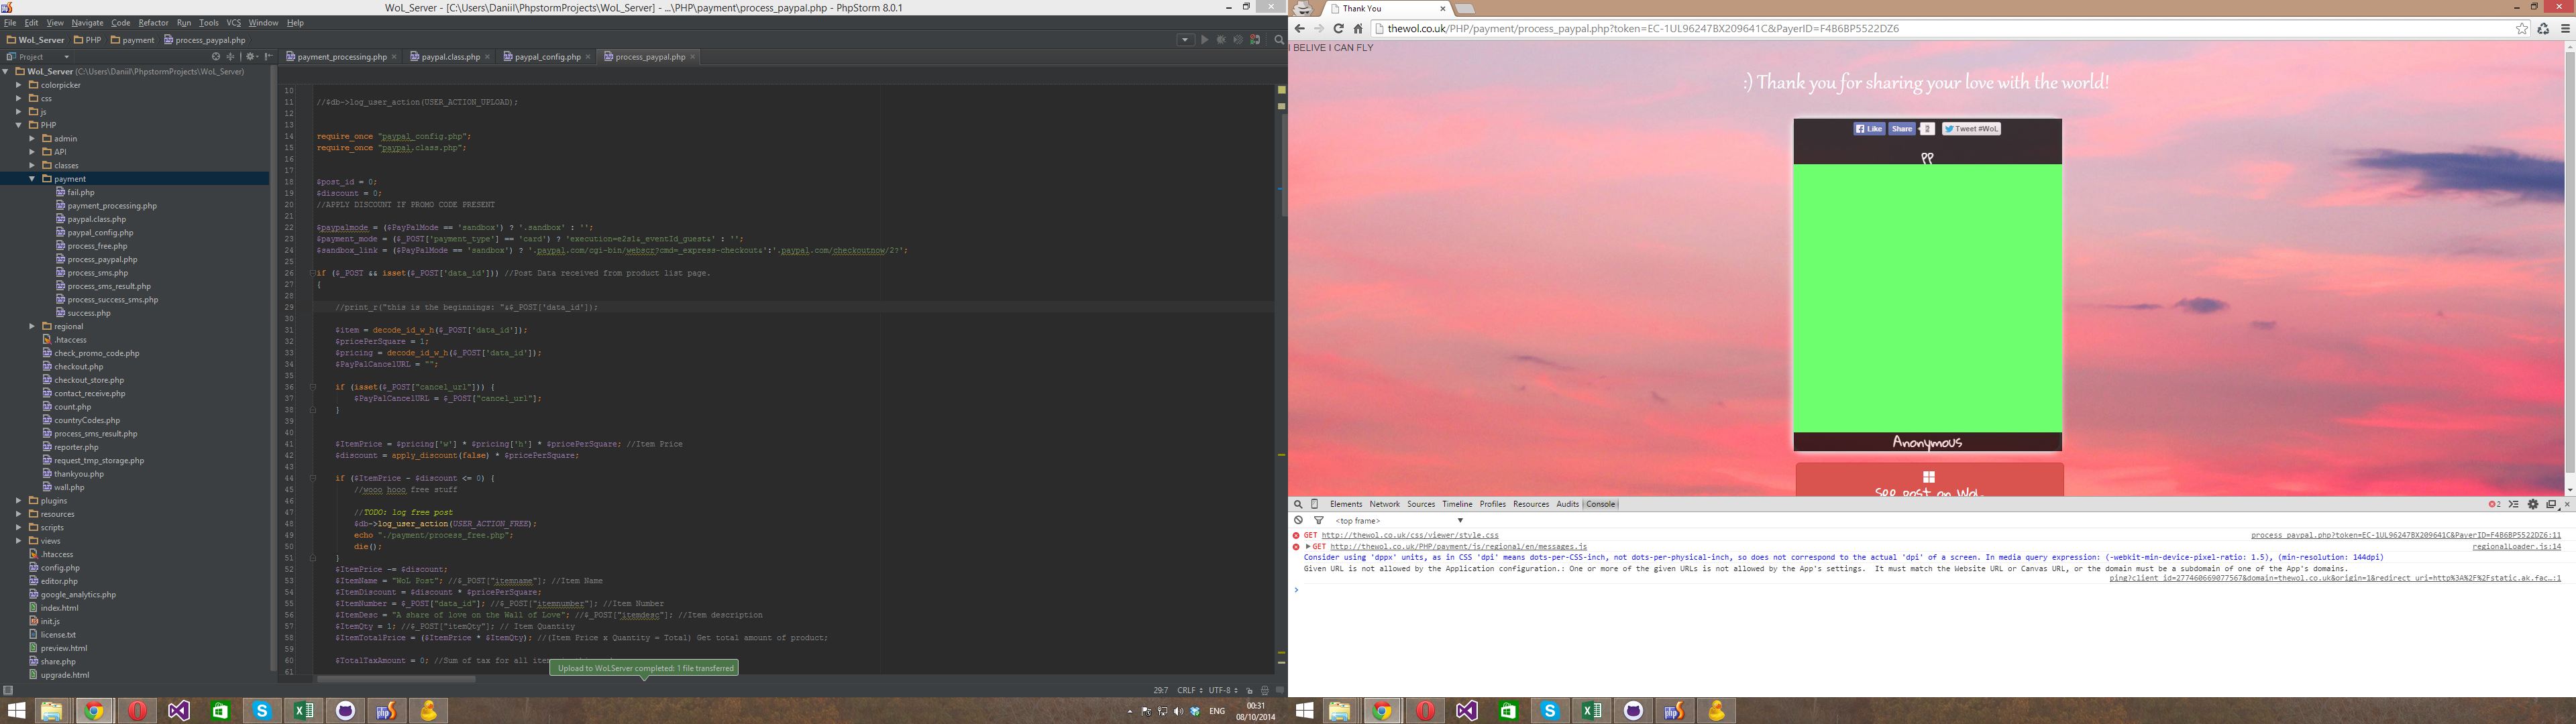 WoL_Server - [C:\Users\Daniil\PhpstormProjects\WoL_Server] - ...\PHP\payment\process_paypal.php - PhpStorm 8.0.1
File Edit View Navigate Code Refactor Run Tools VCS Window Help
WoL_Server PHP payment process_paypal.php
Project
payment_processing.php paypal.class.php paypal_config.php process_paypal.php
WoL_Server (C:\Users\Daniil\PhpstormProjects\WoL_Server)
colorpicker
css
js
PHP
admin
API
classes
payment
fail.php
payment_processing.php
paypal.class.php
paypal_config.php
process_free.php
process_paypal.php
process_sms.php
process_sms_result.php
process_success_sms.php
success.php
regional
.htaccess
check_promo_code.php
checkout.php
checkout_store.php
contact_receive.php
count.php
countryCodes.php
process_sms_result.php
reporter.php
request_tmp_storage.php
thankyou.php
wall.php
plugins
resources
scripts
views
.htaccess
config.php
editor.php
google_analytics.php
index.html
init.js
license.txt
preview.html
share.php
upgrade.html
10
11 //$db->log_user_action(USER_ACTION_UPLOAD);
12
13
14 require_once "paypal_config.php";
15 require_once "paypal.class.php";
16
17
18 $post_id = 0;
19 $discount = 0;
20 //APPLY DISCOUNT IF PROMO CODE PRESENT
21
22 $paypalmode = ($PayPalMode == 'sandbox') ? '.sandbox' : '';
23 $payment_mode = ($_POST['payment_type'] == 'card') ? 'execution=e2s1&_eventId_guest&' : '';
24 $sandbox_link = ($PayPalMode == 'sandbox') ? '.paypal.com/cgi-bin/webscr?cmd=_express-checkout&':'.paypal.com/checkoutnow/2?';
25
26 if ($_POST && isset($_POST['data_id'])) //Post Data received from product list page.
27 {
28
29 //print_r("this is the beginnings: "&$_POST['data_id']);
30
31 $item = decode_id_w_h($_POST['data_id']);
32 $pricePerSquare = 1;
33 $pricing = decode_id_w_h($_POST['data_id']);
34 $PayPalCancelURL = "";
35
36 if (isset($_POST["cancel_url"])) {
37 $PayPalCancelURL = $_POST["cancel_url"];
38 }
39
40
41 $ItemPrice = $pricing['w'] * $pricing['h'] * $pricePerSquare; //Item Price
42 $discount = apply_discount(false) * $pricePerSquare;
43
44 if ($ItemPrice - $discount <= 0) {
45 //wooo hooo free stuff
46
47 //TODO: log free post
48 $db->log_user_action(USER_ACTION_FREE);
49 echo "./payment/process_free.php";
50 die();
51 }
52 $ItemPrice -= $discount;
53 $ItemName = "WoL Post"; //$_POST["itemname"]; //Item Name
54 $ItemDiscount = $discount * $pricePerSquare;
55 $ItemNumber = $_POST["data_id"]; //$_POST["itemnumber"]; //Item Number
56 $ItemDesc = "A share of love on the Wall of Love"; //$_POST["itemdesc"]; //Item description
57 $ItemQty = 1; //$_POST["itemQty"]; // Item Quantity
58 $ItemTotalPrice = ($ItemPrice * $ItemQty); //(Item Price x Quantity = Total) Get total amount of product;
59
60 $TotalTaxAmount = 0; //Sum of tax for all item
61
Upload to WoLServer completed: 1 file transferred
29:7 CRLF UTF-8
ENG
00:31
08/10/2014
Thank You
thewol.co.uk/PHP/payment/process_paypal.php?token=EC-1UL96247BX209641C&PayerID=F4B6BP5522DZ6
I BELIVE I CAN FLY
:) Thank you for sharing your love with the world!
Like Share 2 Tweet #WoL
PP
Anonymous
See post on WoL
Elements Network Sources Timeline Profiles Resources Audits Console
2
<top frame>
GET http://thewol.co.uk/css/viewer/style.css process_paypal.php?token=EC-1UL96247BX209641C&PayerID=F4B6BP5522DZ6:11
GET http://thewol.co.uk/PHP/payment/js/regional/en/messages.js regionalLoader.js:14
Consider using 'dppx' units, as in CSS 'dpi' means dots-per-CSS-inch, not dots-per-physical-inch, so does not correspond to the actual 'dpi' of a screen. In media query expression: (-webkit-min-device-pixel-ratio: 1.5), (min-resolution: 144dpi)
Given URL is not allowed by the Application configuration.: One or more of the given URLs is not allowed by the App's settings. It must match the Website URL or Canvas URL, or the domain must be a subdomain of one of the App's domains.
ping?client_id=277460669077567&domain=thewol.co.uk&origin=1&redirect_uri=http%3A%2F%2Fstatic.ak.fac…:1